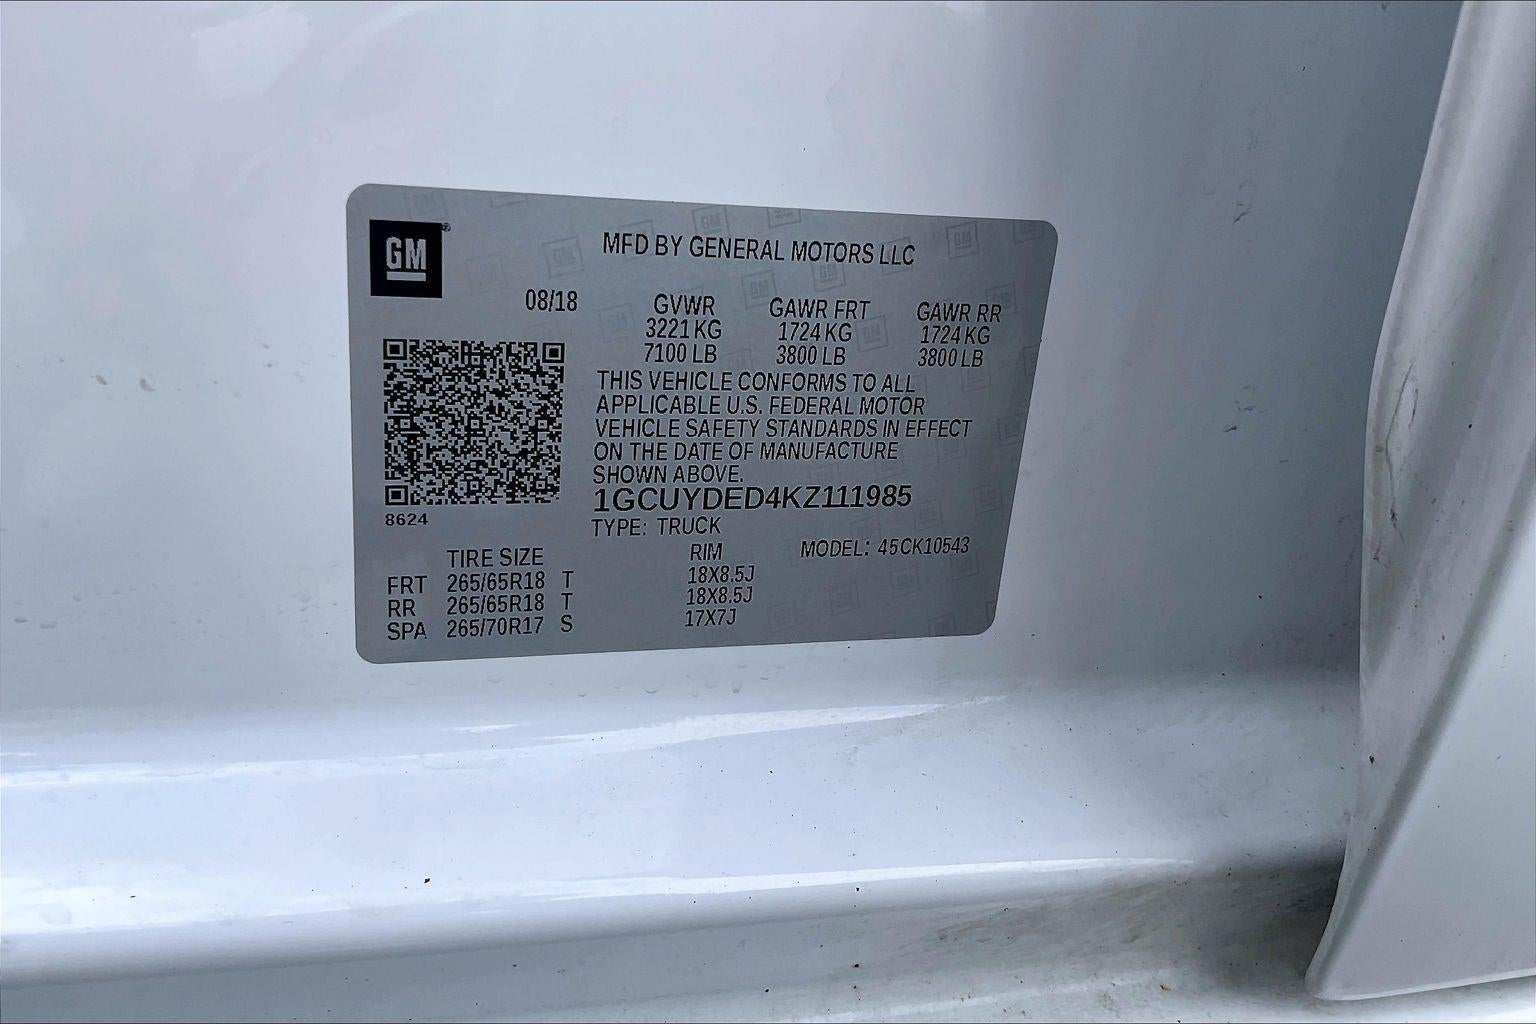 GM
MFD BY GENERAL MOTORS LLC
08/18 GVWR GAWR FRT GAWR RR
3221 KG 1724 KG 1724 KG
7100 LB 3800 LB 3800 LB
THIS VEHICLE CONFORMS TO ALL
APPLICABLE U.S. FEDERAL MOTOR
VEHICLE SAFETY STANDARDS IN EFFECT
ON THE DATE OF MANUFACTURE
SHOWN ABOVE.
1GCUYDED4KZ111985
8624
TYPE: TRUCK
TIRE SIZE RIM MODEL: 45CK10543
FRT 265/65R18 T 18X8.5J
RR 265/65R18 T 18X8.5J
SPA 265/70R17 S 17X7J